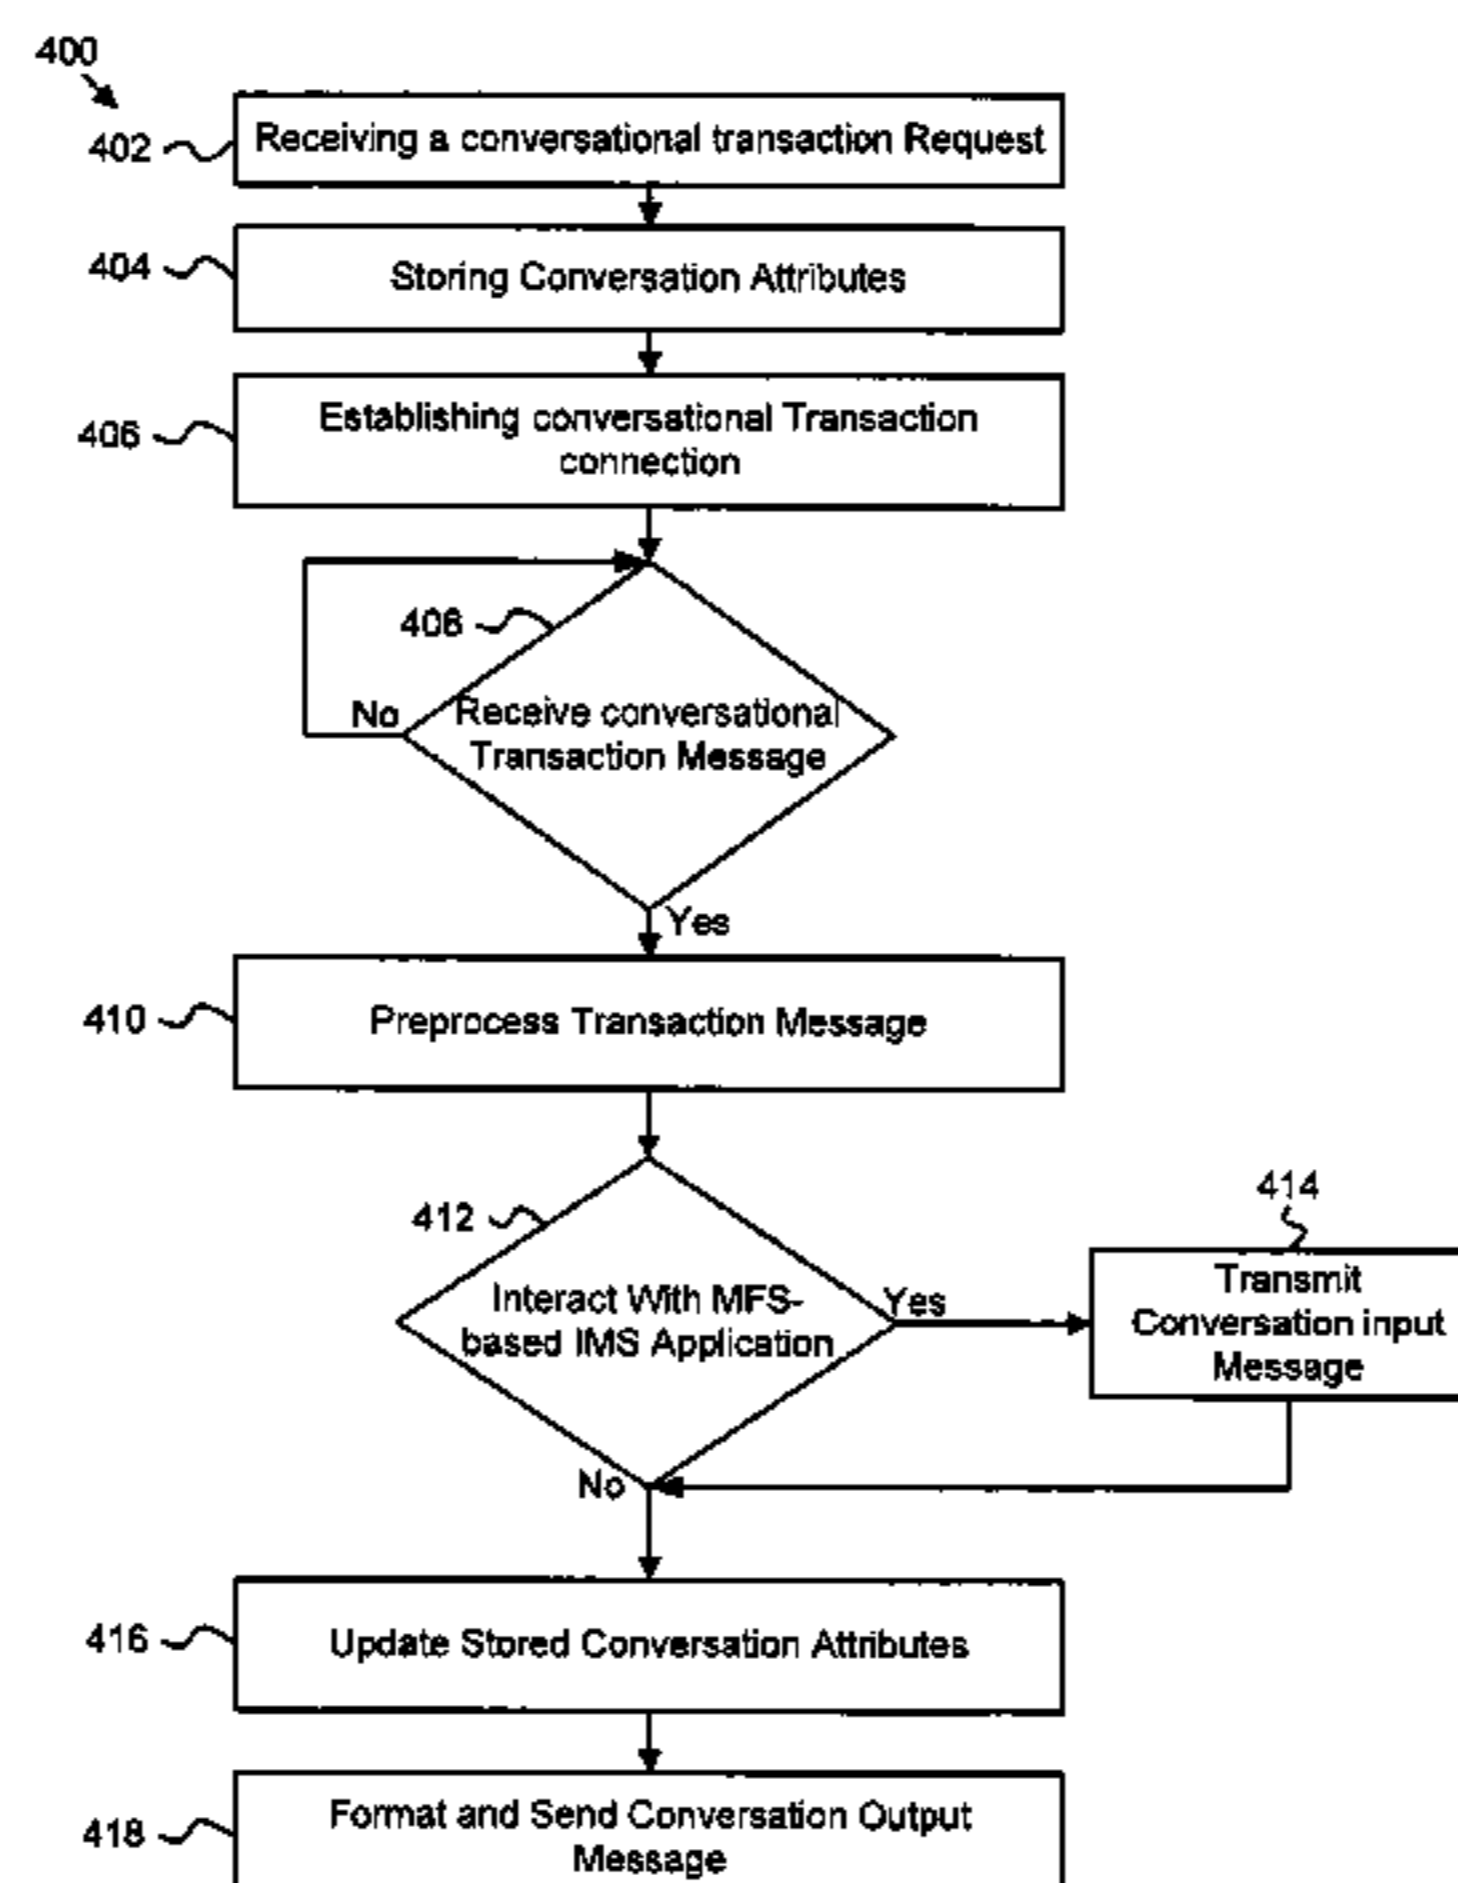 400
402
Receiving a conversational transaction Request
404
Storing Conversation Attributes
406
Establishing conversational Transaction
connection
408
No
Receive conversational
Transaction Message
Yes
410
Preprocess Transaction Message
412
Interact With MFS-
based IMS Application
Yes
No
414
Transmit
Conversation input
Message
416
Update Stored Conversation Attributes
418
Format and Send Conversation Output
Message